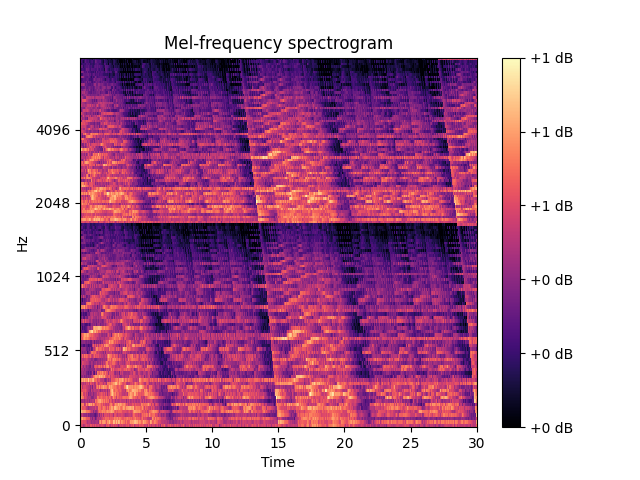 Mel-frequency spectrogram
+1 dB
4096
+1 dB
2048
+1 dB
Hz
1024
+0 dB
512
+0 dB
0
+0 dB
0 5 10 15 20 25 30
Time